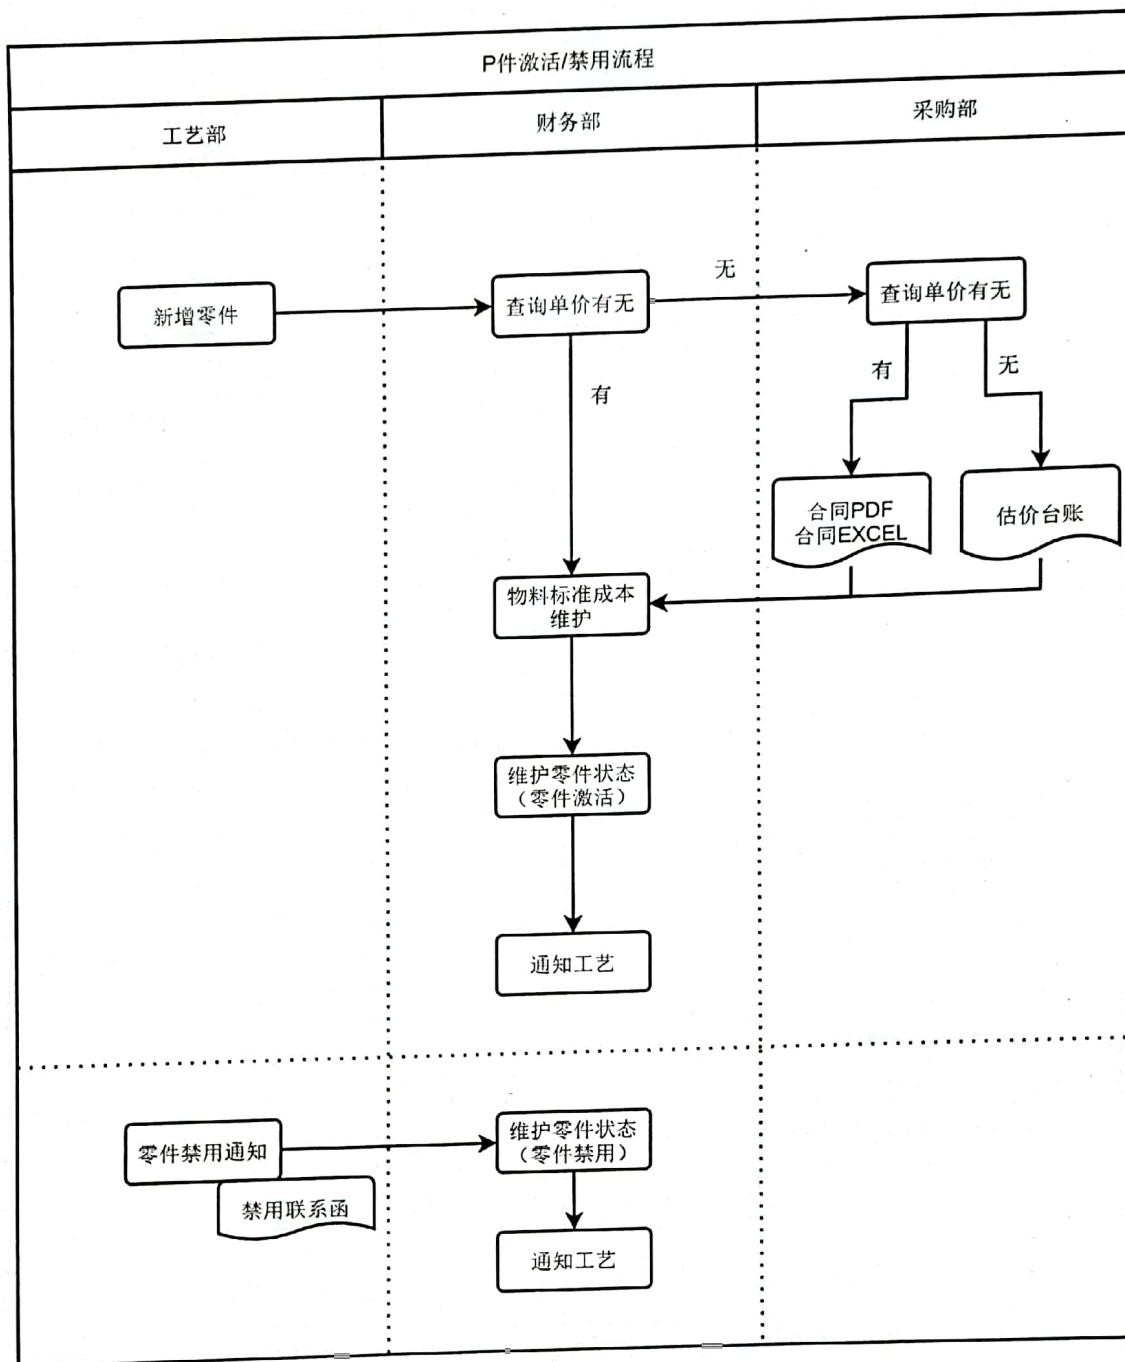 P件激活/禁用流程
工艺部
财务部
采购部
新增零件
查询单价有无
无
查询单价有无
有
有
无
合同PDF
合同EXCEL
估价台账
物料标准成本
维护
维护零件状态
（零件激活）
通知工艺
零件禁用通知
禁用联系函
维护零件状态
（零件禁用）
通知工艺